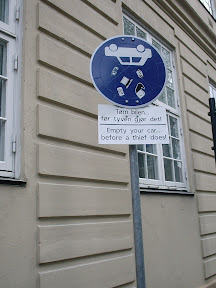 Tøm bilen..
før tyven gjør det!
Empty your car...
before a thief does!